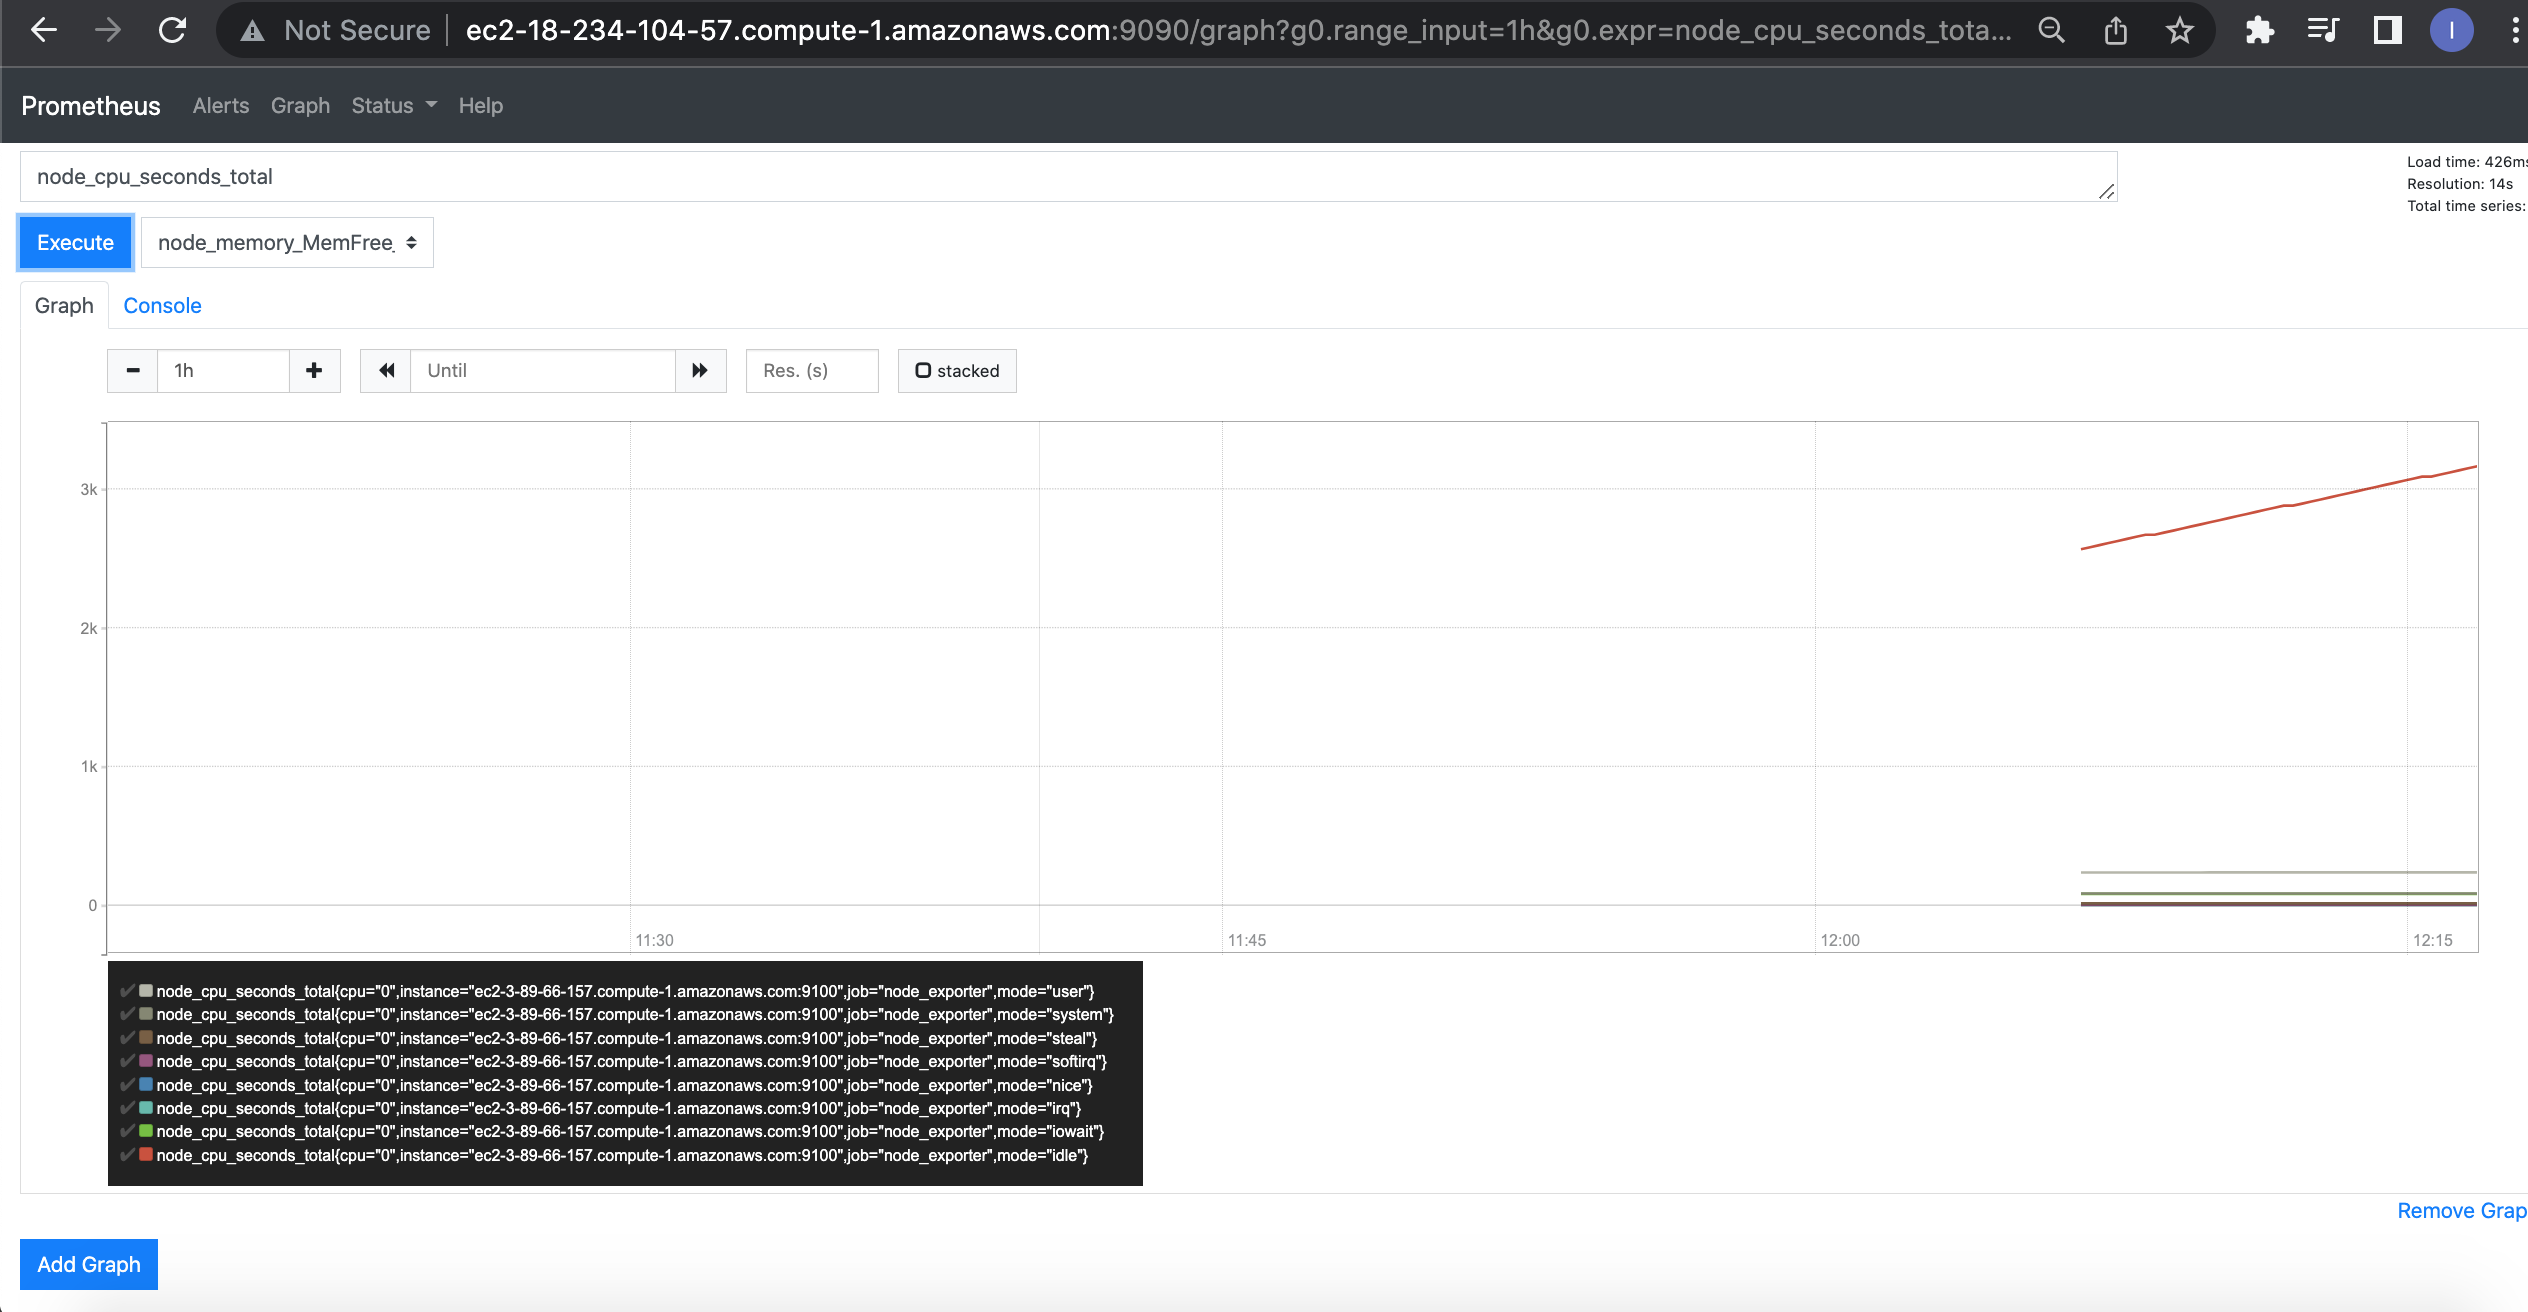 Not Secure ec2-18-234-104-57.compute-1.amazonaws.com:9090/graph?g0.range_input=1h&g0.expr=node_cpu_seconds_tota... I
Prometheus Alerts Graph Status Help
node_cpu_seconds_total
Load time: 426ms
Resolution: 14s
Total time series:
Execute node_memory_MemFree_
Graph Console
1h Until Res. (s) stacked
3k
2k
1k
0
11:30 11:45 12:00 12:15
node_cpu_seconds_total{cpu="0",instance="ec2-3-89-66-157.compute-1.amazonaws.com:9100",job="node_exporter",mode="user"}
node_cpu_seconds_total{cpu="0",instance="ec2-3-89-66-157.compute-1.amazonaws.com:9100",job="node_exporter",mode="system"}
node_cpu_seconds_total{cpu="0",instance="ec2-3-89-66-157.compute-1.amazonaws.com:9100",job="node_exporter",mode="steal"}
node_cpu_seconds_total{cpu="0",instance="ec2-3-89-66-157.compute-1.amazonaws.com:9100",job="node_exporter",mode="softirq"}
node_cpu_seconds_total{cpu="0",instance="ec2-3-89-66-157.compute-1.amazonaws.com:9100",job="node_exporter",mode="nice"}
node_cpu_seconds_total{cpu="0",instance="ec2-3-89-66-157.compute-1.amazonaws.com:9100",job="node_exporter",mode="irq"}
node_cpu_seconds_total{cpu="0",instance="ec2-3-89-66-157.compute-1.amazonaws.com:9100",job="node_exporter",mode="iowait"}
node_cpu_seconds_total{cpu="0",instance="ec2-3-89-66-157.compute-1.amazonaws.com:9100",job="node_exporter",mode="idle"}
Remove Grap
Add Graph